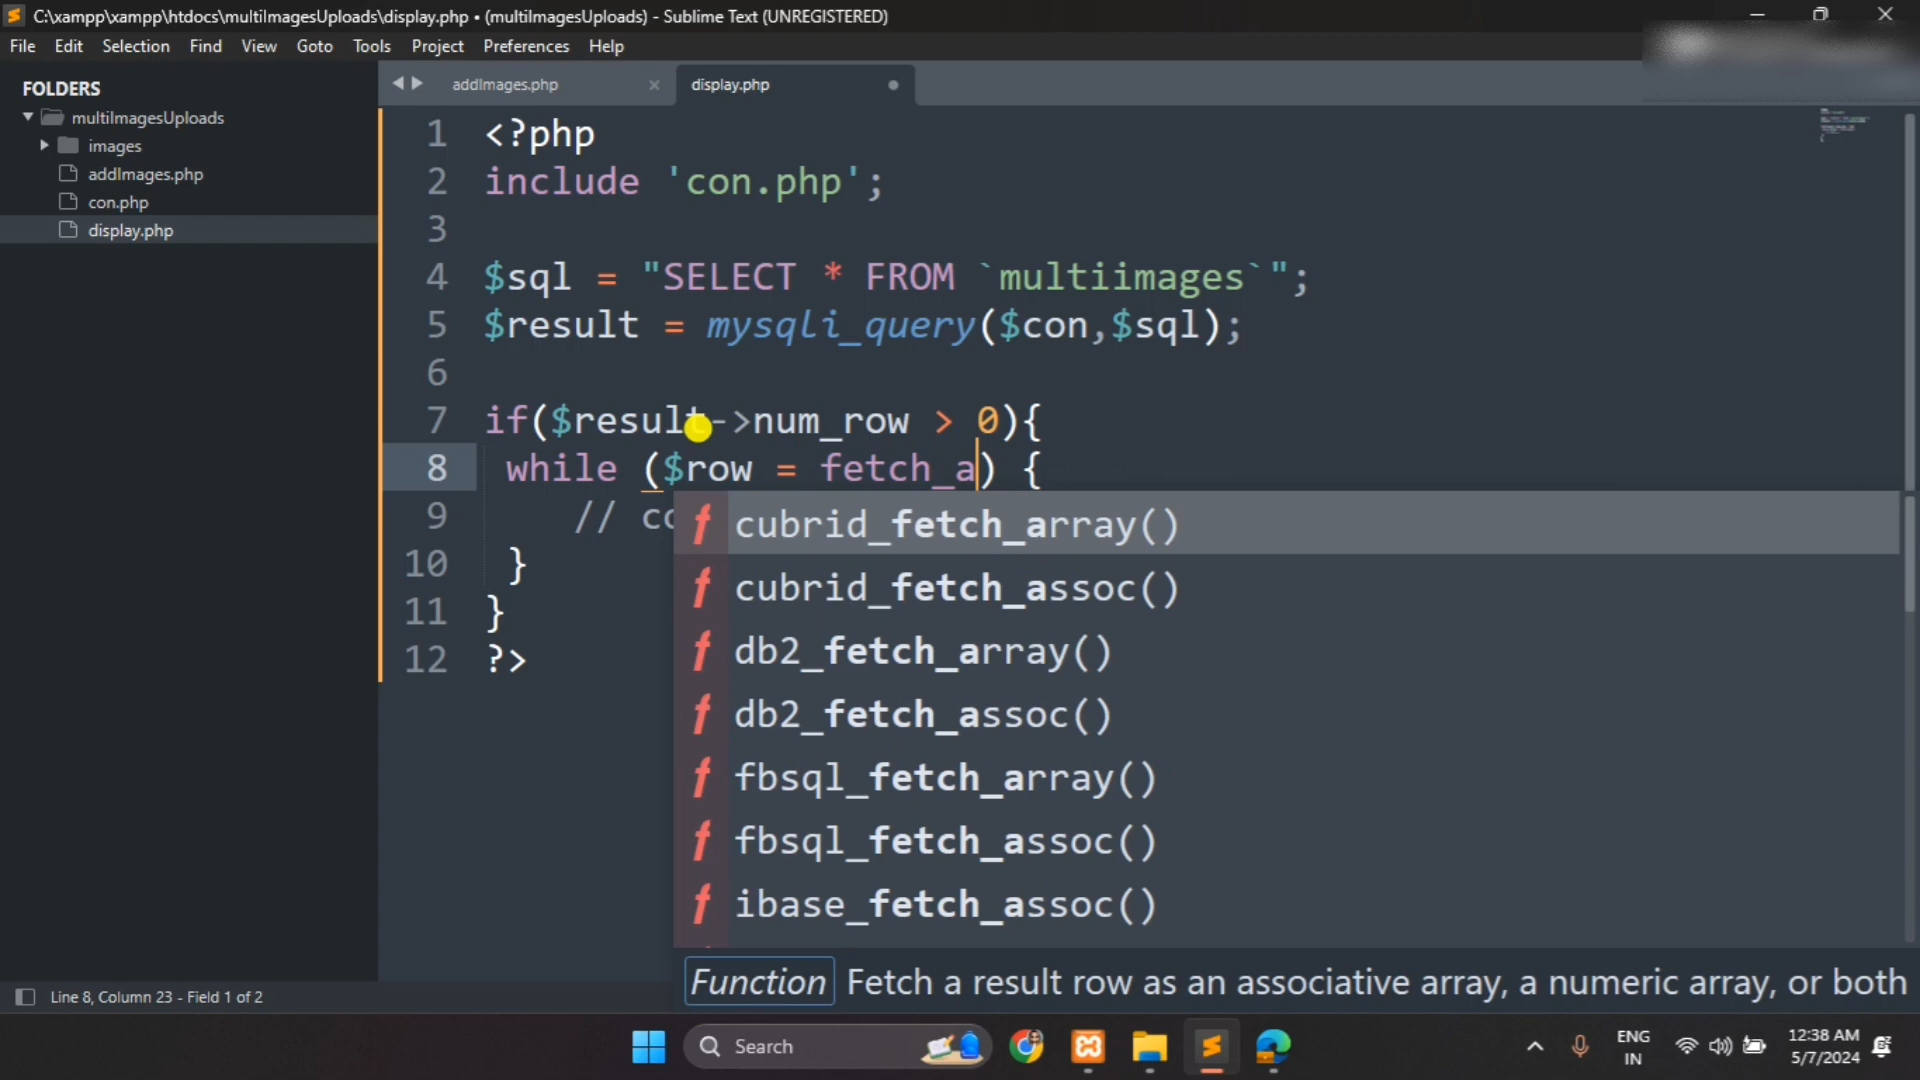 C:\xampp\xampp\htdocs\multiImagesUploads\display.php • (multiImagesUploads) - Sublime Text (UNREGISTERED)
File Edit Selection Find View Goto Tools Project Preferences Help
FOLDERS
multiImagesUploads
images
addImages.php
con.php
display.php
addImages.php display.php
1 <?php
2 include 'con.php';
3
4 $sql = "SELECT * FROM `multiimages`";
5 $result = mysqli_query($con,$sql);
6
7 if($result->num_row > 0){
8 while ($row = fetch_a) {
9 // co
10 }
11 }
12 ?>
f cubrid_fetch_array()
f cubrid_fetch_assoc()
f db2_fetch_array()
f db2_fetch_assoc()
f fbsql_fetch_array()
f fbsql_fetch_assoc()
f ibase_fetch_assoc()
Function Fetch a result row as an associative array, a numeric array, or both
Line 8, Column 23 - Field 1 of 2
Search
ENG
IN
12:38 AM
5/7/2024